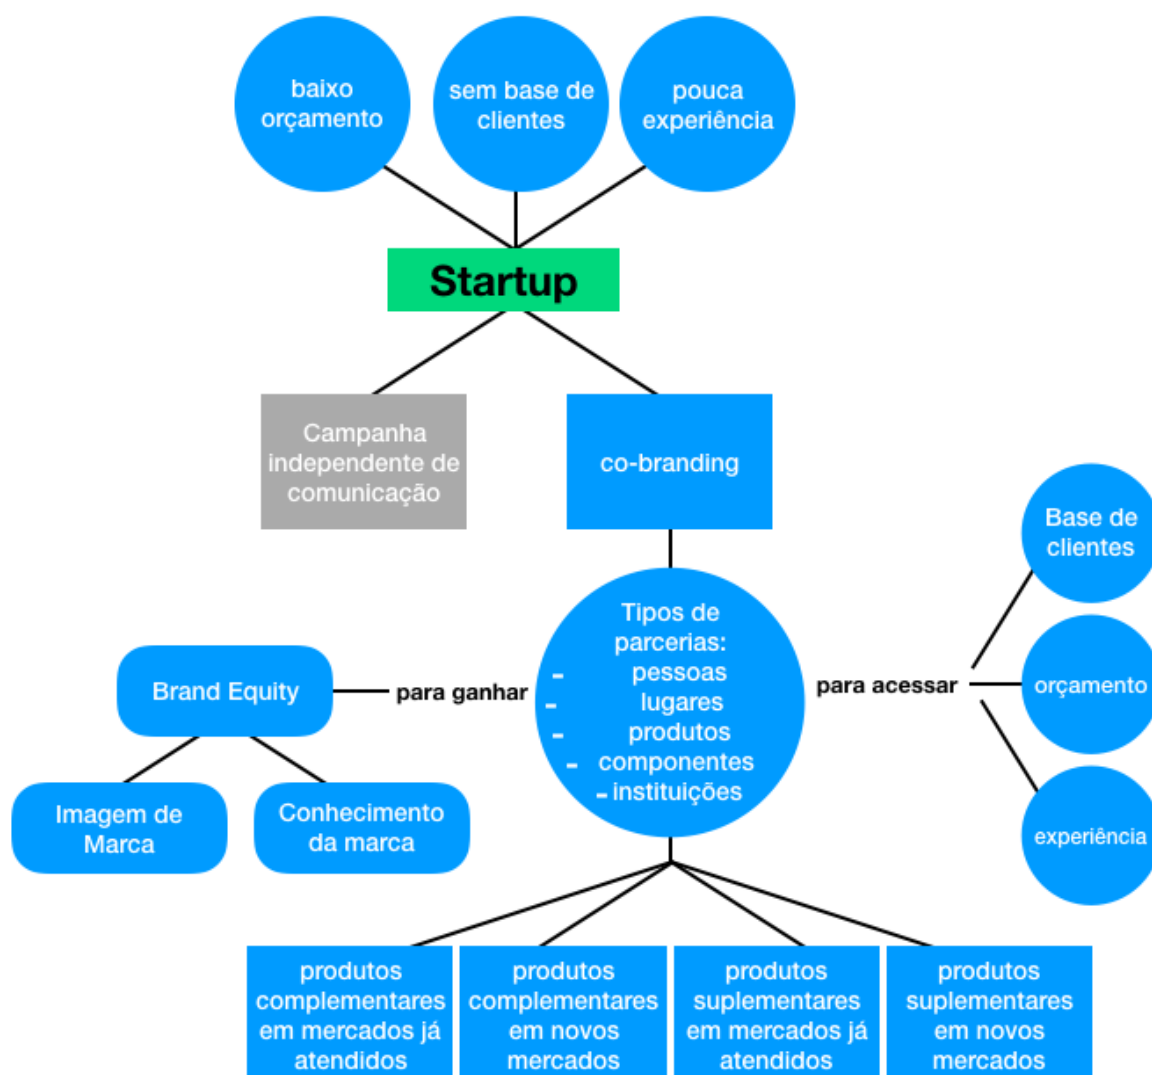 baixo
orçamento
sem base de
clientes
pouca
experiência
Startup
Campanha
independente de
comunicação
co-branding
Base de
clientes
orçamento
experiência
para acessar
Tipos de
parcerias:
- pessoas
- lugares
- produtos
- componentes
- instituições
para ganhar
Brand Equity
Imagem de
Marca
Conhecimento
da marca
produtos
complementares
em mercados já
atendidos
produtos
complementares
em novos
mercados
produtos
suplementares
em mercados já
atendidos
produtos
suplementares
em novos
mercados